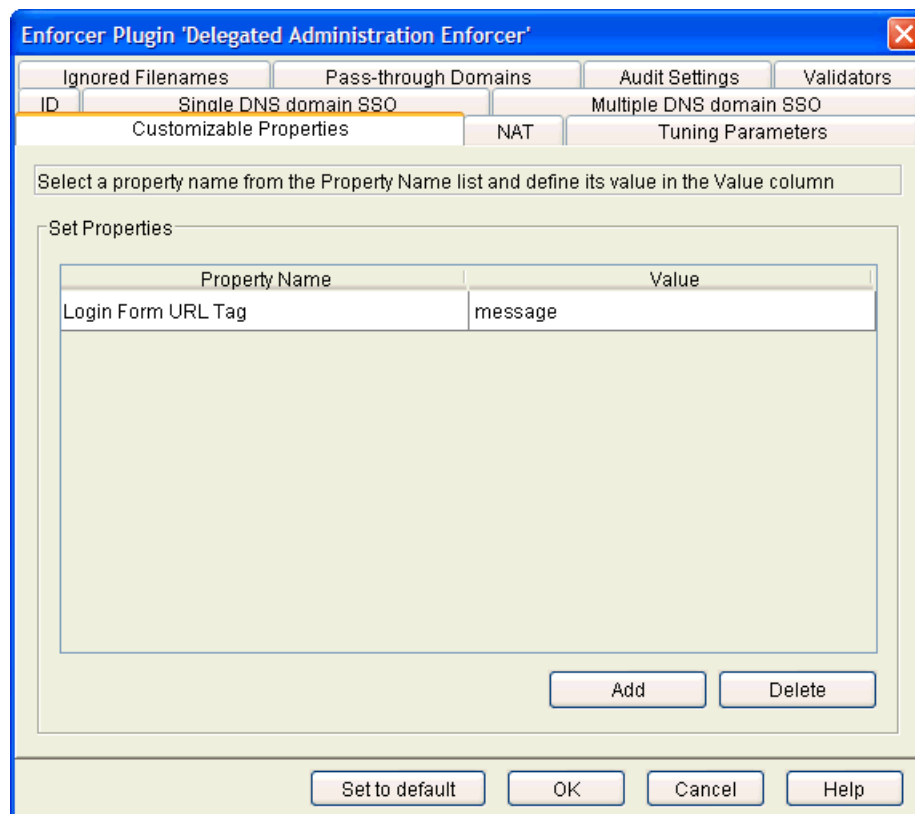 Enforcer Plugin 'Delegated Administration Enforcer'
Ignored Filenames Pass-through Domains Audit Settings Validators
ID Single DNS domain SSO Multiple DNS domain SSO
Customizable Properties NAT Tuning Parameters
Select a property name from the Property Name list and define its value in the Value column
Set Properties
Property Name Value
Login Form URL Tag message
Add Delete
Set to default OK Cancel Help